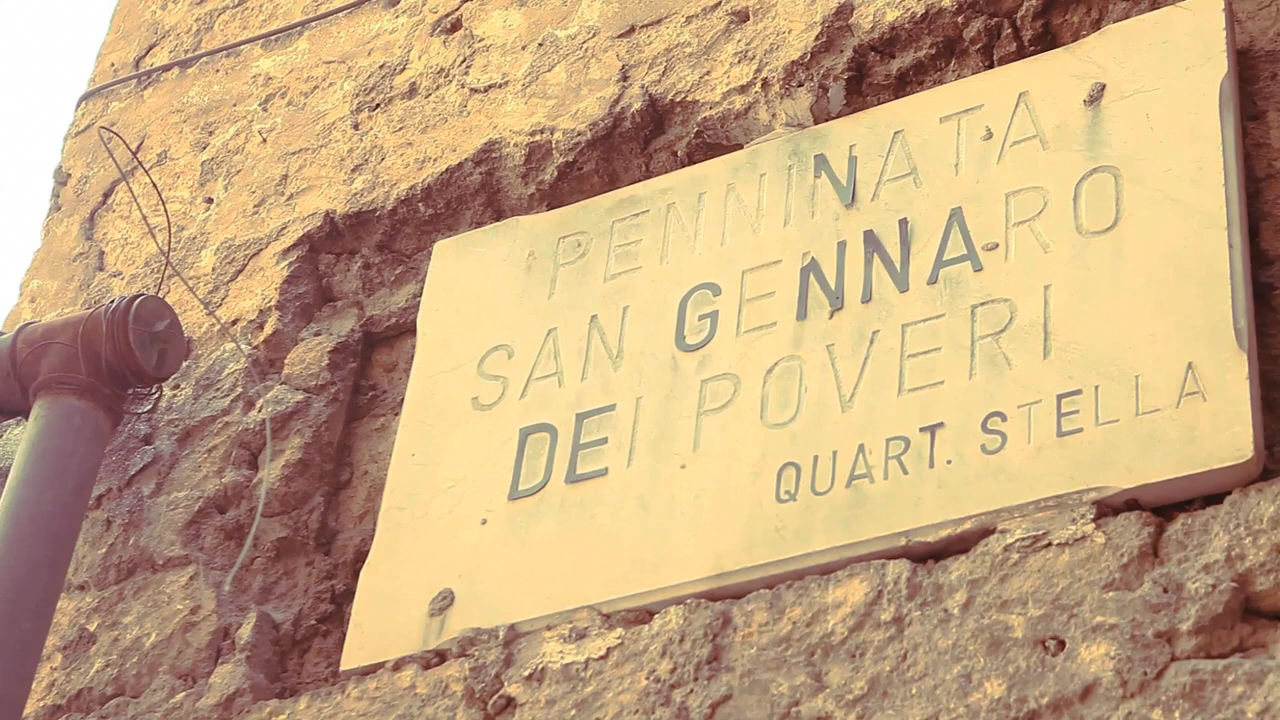 PENNINATA
SAN GENNARO
DEI POVERI
QUART. STELLA